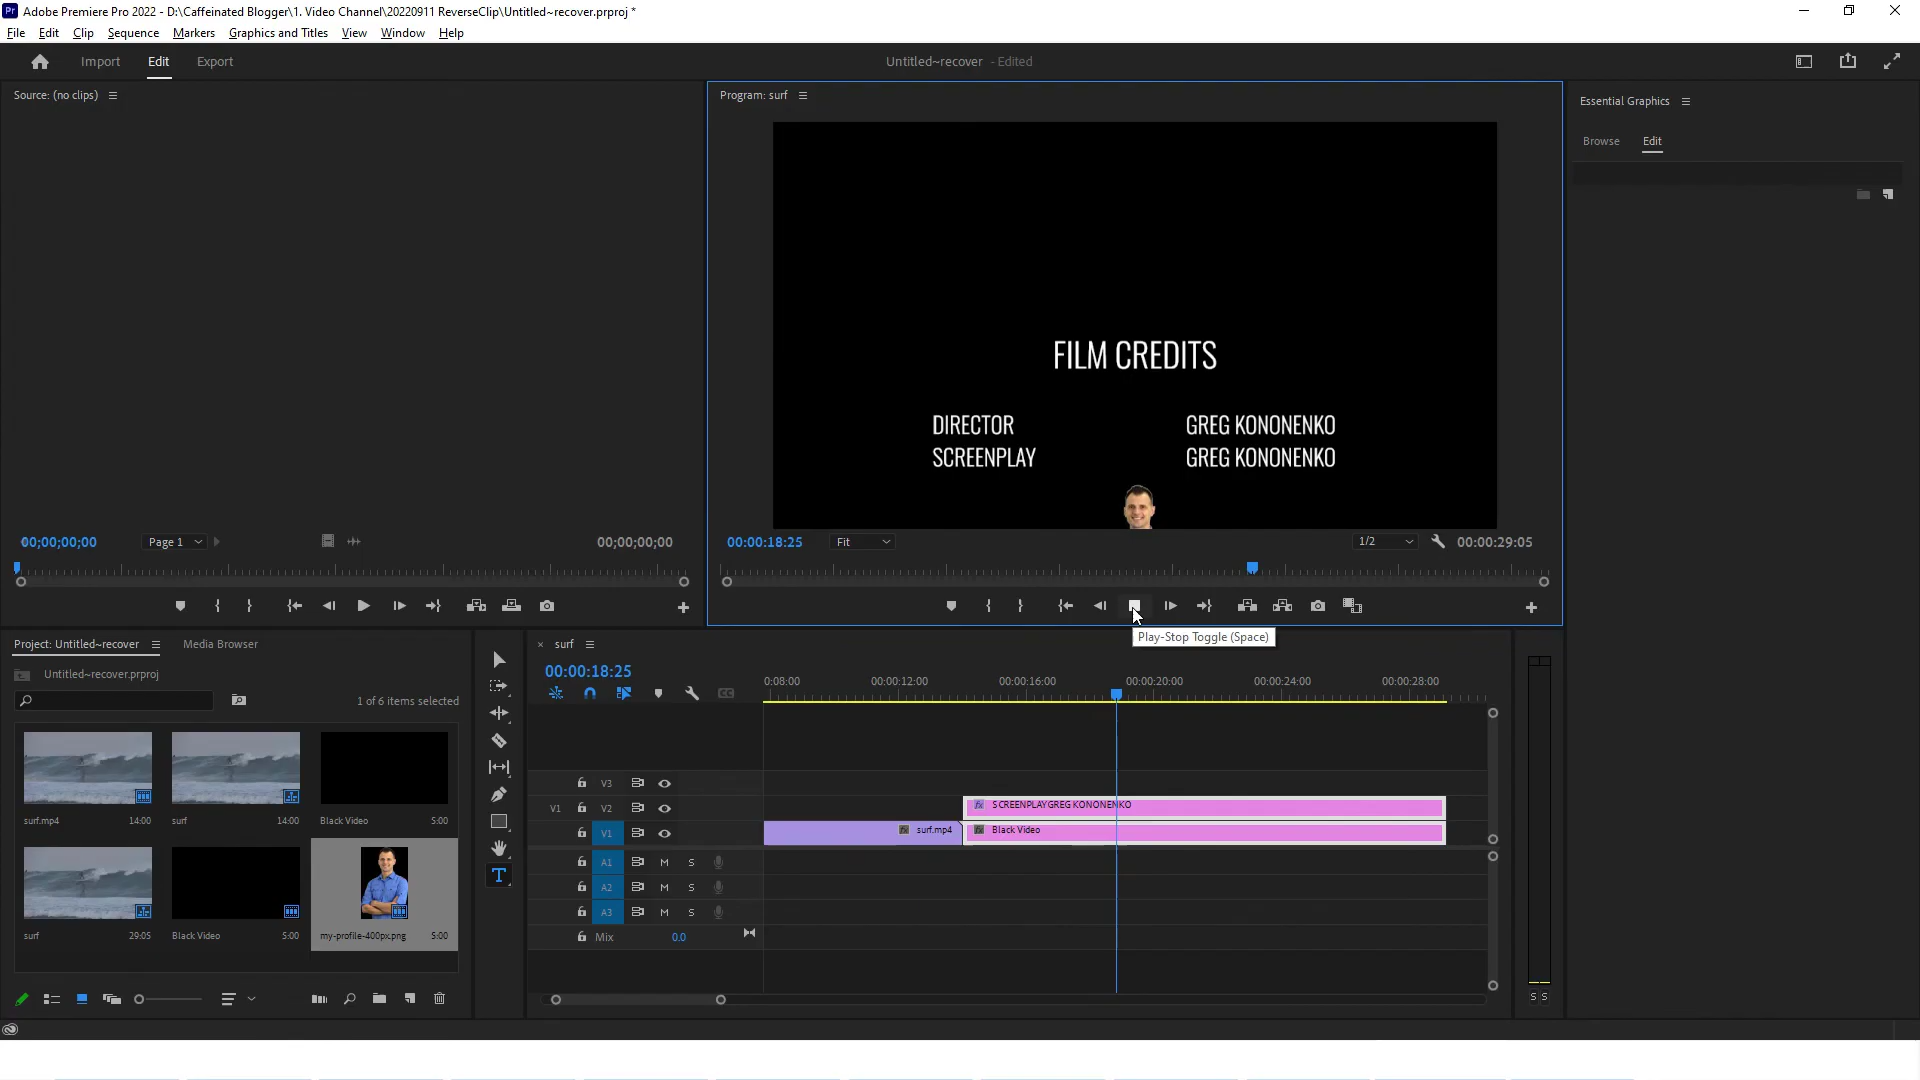 Pr Adobe Premiere Pro 2022 - D:\Caffeinated Blogger\1. Video Channel\20220911 ReverseClip\Untitled~recover.prproj *
File Edit Clip Sequence Markers Graphics and Titles View Window Help
Import Edit Export Untitled~recover - Edited
Source: (no clips)
Program: surf
Essential Graphics
Browse Edit
FILM CREDITS
DIRECTOR GREG KONONENKO
SCREENPLAY GREG KONONENKO
00;00;00;00 Page 1 00;00;00;00
00:00:18:25 Fit 1/2 00:00:29:05
Play-Stop Toggle (Space)
Project: Untitled~recover Media Browser
Untitled~recover.prproj
1 of 6 items selected
surf.mp4 14:00 surf 14:00 Black Video 5:00
surf 29:05 Black Video 5:00 my-profile-400px.png 5:00
× surf
00:00:18:25
0:08:00 00:00:12:00 00:00:16:00 00:00:20:00 00:00:24:00 00:00:28:00
V3
V1 V2 fx SCREENPLAYGREG KONONENKO
V1 fx surf.mp4 fx Black Video
A1 M S
A2 M S
A3 M S
Mix 0.0
S S